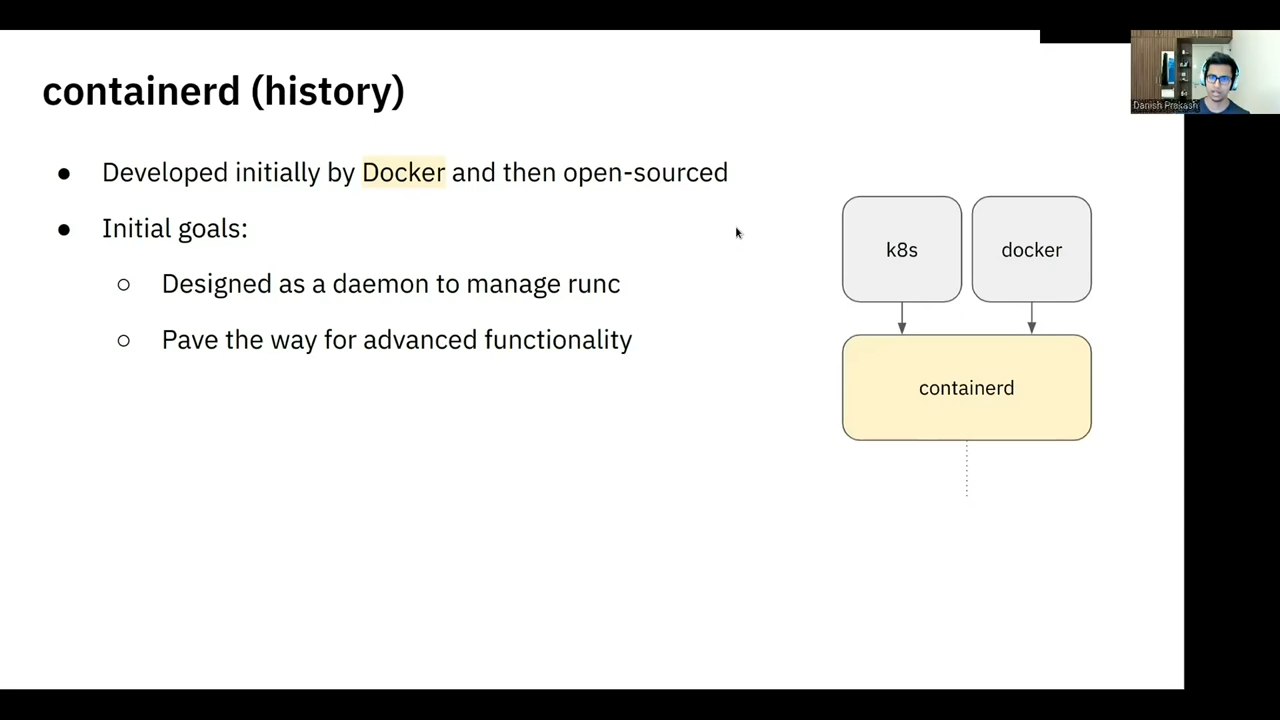 containerd (history)
● Developed initially by Docker and then open-sourced
● Initial goals:
○ Designed as a daemon to manage runc
○ Pave the way for advanced functionality
k8s
docker
containerd
Danish Prakash